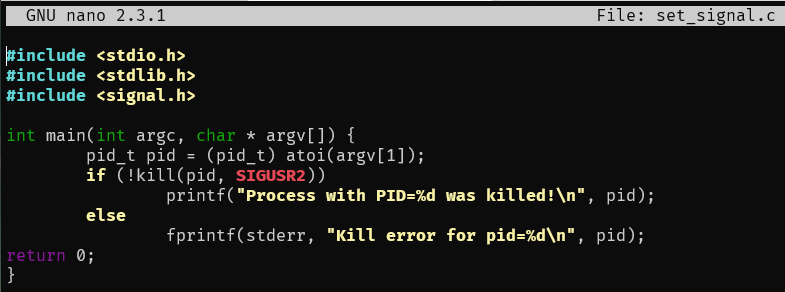 GNU nano 2.3.1 File: set_signal.c
#include <stdio.h>
#include <stdlib.h>
#include <signal.h>
int main(int argc, char * argv[]) {
pid_t pid = (pid_t) atoi(argv[1]);
if (!kill(pid, SIGUSR2))
printf("Process with PID=%d was killed!\n", pid);
else
fprintf(stderr, "Kill error for pid=%d\n", pid);
return 0;
}